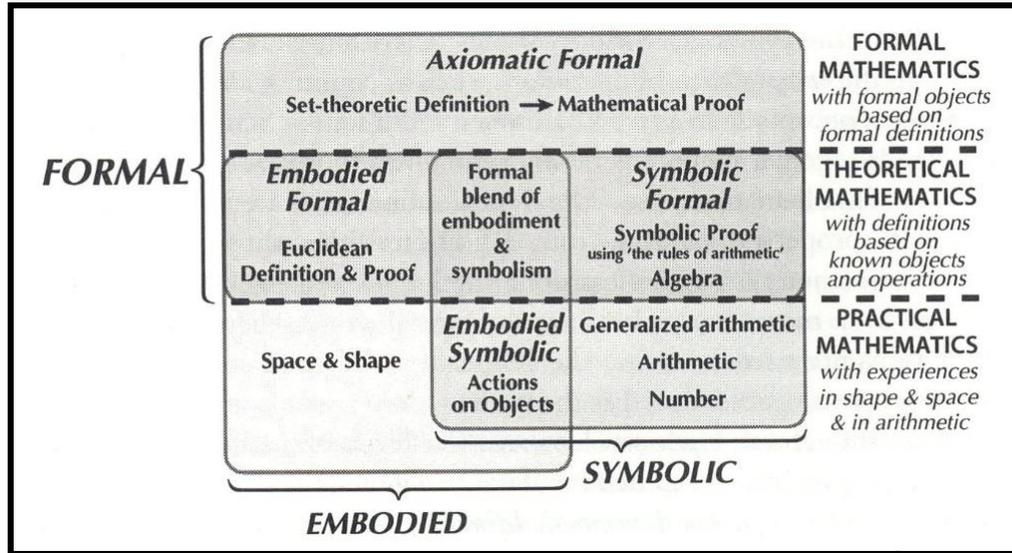 Axiomatic Formal
Set-theoretic Definition → Mathematical Proof
FORMAL
MATHEMATICS
with formal objects
based on
formal definitions
FORMAL
Embodied
Formal
Euclidean
Definition & Proof
Formal
blend of
embodiment
&
symbolism
Symbolic
Formal
Symbolic Proof
using 'the rules of arithmetic'
Algebra
THEORETICAL
MATHEMATICS
with definitions
based on
known objects
and operations
Space & Shape
Embodied
Symbolic
Actions
on Objects
Generalized arithmetic
Arithmetic
Number
PRACTICAL
MATHEMATICS
with experiences
in shape & space
& in arithmetic
SYMBOLIC
EMBODIED